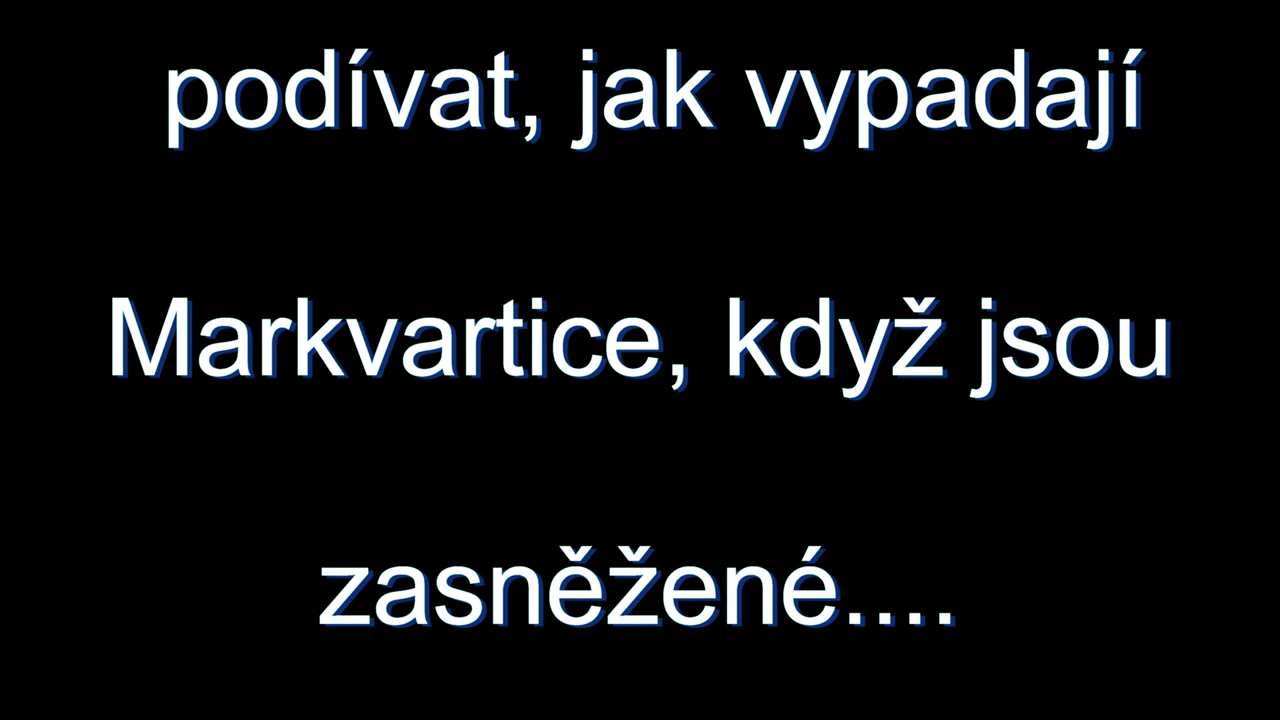 podívat, jak vypadají
Markvartice, když jsou
zasněžené....